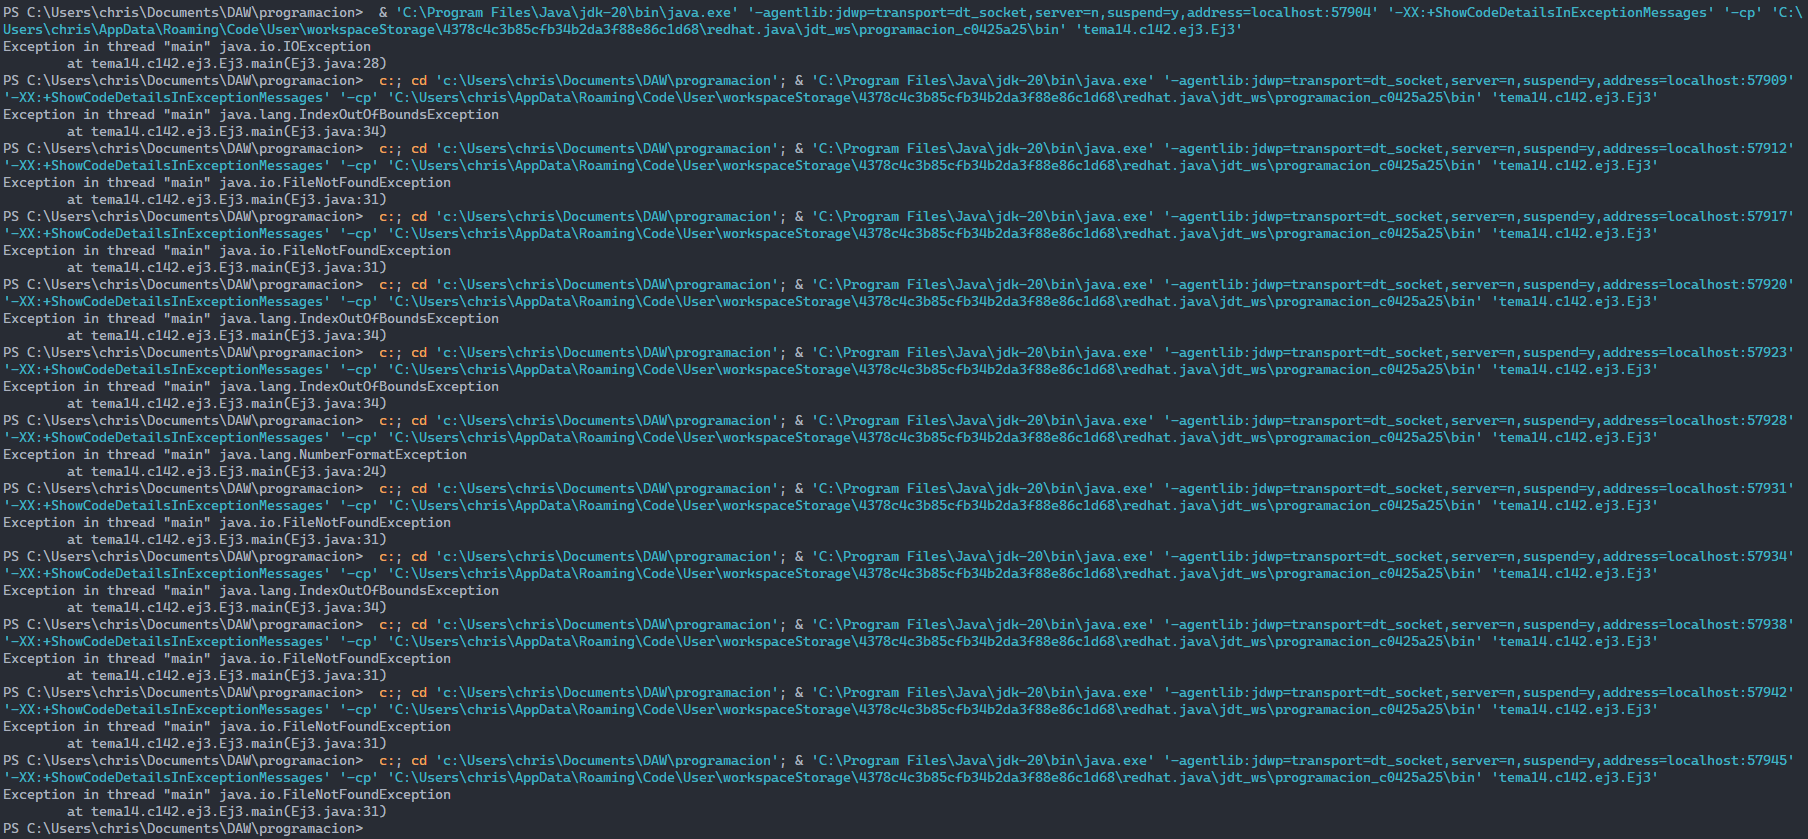 PS C:\Users\chris\Documents\DAW\programacion>  & 'C:\Program Files\Java\jdk-20\bin\java.exe' '-agentlib:jdwp=transport=dt_socket,server=n,suspend=y,address=localhost:57904' '-XX:+ShowCodeDetailsInExceptionMessages' '-cp' 'C:\
Users\chris\AppData\Roaming\Code\User\workspaceStorage\4378c4c3b85cfb34b2da3f88e86c1d68\redhat.java\jdt_ws\programacion_c0425a25\bin' 'tema14.c142.ej3.Ej3'
Exception in thread "main" java.io.IOException
        at tema14.c142.ej3.Ej3.main(Ej3.java:28)
PS C:\Users\chris\Documents\DAW\programacion>  c:; cd 'c:\Users\chris\Documents\DAW\programacion'; & 'C:\Program Files\Java\jdk-20\bin\java.exe' '-agentlib:jdwp=transport=dt_socket,server=n,suspend=y,address=localhost:57909'
'-XX:+ShowCodeDetailsInExceptionMessages' '-cp' 'C:\Users\chris\AppData\Roaming\Code\User\workspaceStorage\4378c4c3b85cfb34b2da3f88e86c1d68\redhat.java\jdt_ws\programacion_c0425a25\bin' 'tema14.c142.ej3.Ej3'
Exception in thread "main" java.lang.IndexOutOfBoundsException
        at tema14.c142.ej3.Ej3.main(Ej3.java:34)
PS C:\Users\chris\Documents\DAW\programacion>  c:; cd 'c:\Users\chris\Documents\DAW\programacion'; & 'C:\Program Files\Java\jdk-20\bin\java.exe' '-agentlib:jdwp=transport=dt_socket,server=n,suspend=y,address=localhost:57912'
'-XX:+ShowCodeDetailsInExceptionMessages' '-cp' 'C:\Users\chris\AppData\Roaming\Code\User\workspaceStorage\4378c4c3b85cfb34b2da3f88e86c1d68\redhat.java\jdt_ws\programacion_c0425a25\bin' 'tema14.c142.ej3.Ej3'
Exception in thread "main" java.io.FileNotFoundException
        at tema14.c142.ej3.Ej3.main(Ej3.java:31)
PS C:\Users\chris\Documents\DAW\programacion>  c:; cd 'c:\Users\chris\Documents\DAW\programacion'; & 'C:\Program Files\Java\jdk-20\bin\java.exe' '-agentlib:jdwp=transport=dt_socket,server=n,suspend=y,address=localhost:57917'
'-XX:+ShowCodeDetailsInExceptionMessages' '-cp' 'C:\Users\chris\AppData\Roaming\Code\User\workspaceStorage\4378c4c3b85cfb34b2da3f88e86c1d68\redhat.java\jdt_ws\programacion_c0425a25\bin' 'tema14.c142.ej3.Ej3'
Exception in thread "main" java.io.FileNotFoundException
        at tema14.c142.ej3.Ej3.main(Ej3.java:31)
PS C:\Users\chris\Documents\DAW\programacion>  c:; cd 'c:\Users\chris\Documents\DAW\programacion'; & 'C:\Program Files\Java\jdk-20\bin\java.exe' '-agentlib:jdwp=transport=dt_socket,server=n,suspend=y,address=localhost:57920'
'-XX:+ShowCodeDetailsInExceptionMessages' '-cp' 'C:\Users\chris\AppData\Roaming\Code\User\workspaceStorage\4378c4c3b85cfb34b2da3f88e86c1d68\redhat.java\jdt_ws\programacion_c0425a25\bin' 'tema14.c142.ej3.Ej3'
Exception in thread "main" java.lang.IndexOutOfBoundsException
        at tema14.c142.ej3.Ej3.main(Ej3.java:34)
PS C:\Users\chris\Documents\DAW\programacion>  c:; cd 'c:\Users\chris\Documents\DAW\programacion'; & 'C:\Program Files\Java\jdk-20\bin\java.exe' '-agentlib:jdwp=transport=dt_socket,server=n,suspend=y,address=localhost:57923'
'-XX:+ShowCodeDetailsInExceptionMessages' '-cp' 'C:\Users\chris\AppData\Roaming\Code\User\workspaceStorage\4378c4c3b85cfb34b2da3f88e86c1d68\redhat.java\jdt_ws\programacion_c0425a25\bin' 'tema14.c142.ej3.Ej3'
Exception in thread "main" java.lang.IndexOutOfBoundsException
        at tema14.c142.ej3.Ej3.main(Ej3.java:34)
PS C:\Users\chris\Documents\DAW\programacion>  c:; cd 'c:\Users\chris\Documents\DAW\programacion'; & 'C:\Program Files\Java\jdk-20\bin\java.exe' '-agentlib:jdwp=transport=dt_socket,server=n,suspend=y,address=localhost:57928'
'-XX:+ShowCodeDetailsInExceptionMessages' '-cp' 'C:\Users\chris\AppData\Roaming\Code\User\workspaceStorage\4378c4c3b85cfb34b2da3f88e86c1d68\redhat.java\jdt_ws\programacion_c0425a25\bin' 'tema14.c142.ej3.Ej3'
Exception in thread "main" java.lang.NumberFormatException
        at tema14.c142.ej3.Ej3.main(Ej3.java:24)
PS C:\Users\chris\Documents\DAW\programacion>  c:; cd 'c:\Users\chris\Documents\DAW\programacion'; & 'C:\Program Files\Java\jdk-20\bin\java.exe' '-agentlib:jdwp=transport=dt_socket,server=n,suspend=y,address=localhost:57931'
'-XX:+ShowCodeDetailsInExceptionMessages' '-cp' 'C:\Users\chris\AppData\Roaming\Code\User\workspaceStorage\4378c4c3b85cfb34b2da3f88e86c1d68\redhat.java\jdt_ws\programacion_c0425a25\bin' 'tema14.c142.ej3.Ej3'
Exception in thread "main" java.io.FileNotFoundException
        at tema14.c142.ej3.Ej3.main(Ej3.java:31)
PS C:\Users\chris\Documents\DAW\programacion>  c:; cd 'c:\Users\chris\Documents\DAW\programacion'; & 'C:\Program Files\Java\jdk-20\bin\java.exe' '-agentlib:jdwp=transport=dt_socket,server=n,suspend=y,address=localhost:57934'
'-XX:+ShowCodeDetailsInExceptionMessages' '-cp' 'C:\Users\chris\AppData\Roaming\Code\User\workspaceStorage\4378c4c3b85cfb34b2da3f88e86c1d68\redhat.java\jdt_ws\programacion_c0425a25\bin' 'tema14.c142.ej3.Ej3'
Exception in thread "main" java.lang.IndexOutOfBoundsException
        at tema14.c142.ej3.Ej3.main(Ej3.java:34)
PS C:\Users\chris\Documents\DAW\programacion>  c:; cd 'c:\Users\chris\Documents\DAW\programacion'; & 'C:\Program Files\Java\jdk-20\bin\java.exe' '-agentlib:jdwp=transport=dt_socket,server=n,suspend=y,address=localhost:57938'
'-XX:+ShowCodeDetailsInExceptionMessages' '-cp' 'C:\Users\chris\AppData\Roaming\Code\User\workspaceStorage\4378c4c3b85cfb34b2da3f88e86c1d68\redhat.java\jdt_ws\programacion_c0425a25\bin' 'tema14.c142.ej3.Ej3'
Exception in thread "main" java.io.FileNotFoundException
        at tema14.c142.ej3.Ej3.main(Ej3.java:31)
PS C:\Users\chris\Documents\DAW\programacion>  c:; cd 'c:\Users\chris\Documents\DAW\programacion'; & 'C:\Program Files\Java\jdk-20\bin\java.exe' '-agentlib:jdwp=transport=dt_socket,server=n,suspend=y,address=localhost:57942'
'-XX:+ShowCodeDetailsInExceptionMessages' '-cp' 'C:\Users\chris\AppData\Roaming\Code\User\workspaceStorage\4378c4c3b85cfb34b2da3f88e86c1d68\redhat.java\jdt_ws\programacion_c0425a25\bin' 'tema14.c142.ej3.Ej3'
Exception in thread "main" java.io.FileNotFoundException
        at tema14.c142.ej3.Ej3.main(Ej3.java:31)
PS C:\Users\chris\Documents\DAW\programacion>  c:; cd 'c:\Users\chris\Documents\DAW\programacion'; & 'C:\Program Files\Java\jdk-20\bin\java.exe' '-agentlib:jdwp=transport=dt_socket,server=n,suspend=y,address=localhost:57945'
'-XX:+ShowCodeDetailsInExceptionMessages' '-cp' 'C:\Users\chris\AppData\Roaming\Code\User\workspaceStorage\4378c4c3b85cfb34b2da3f88e86c1d68\redhat.java\jdt_ws\programacion_c0425a25\bin' 'tema14.c142.ej3.Ej3'
Exception in thread "main" java.io.FileNotFoundException
        at tema14.c142.ej3.Ej3.main(Ej3.java:31)
PS C:\Users\chris\Documents\DAW\programacion>